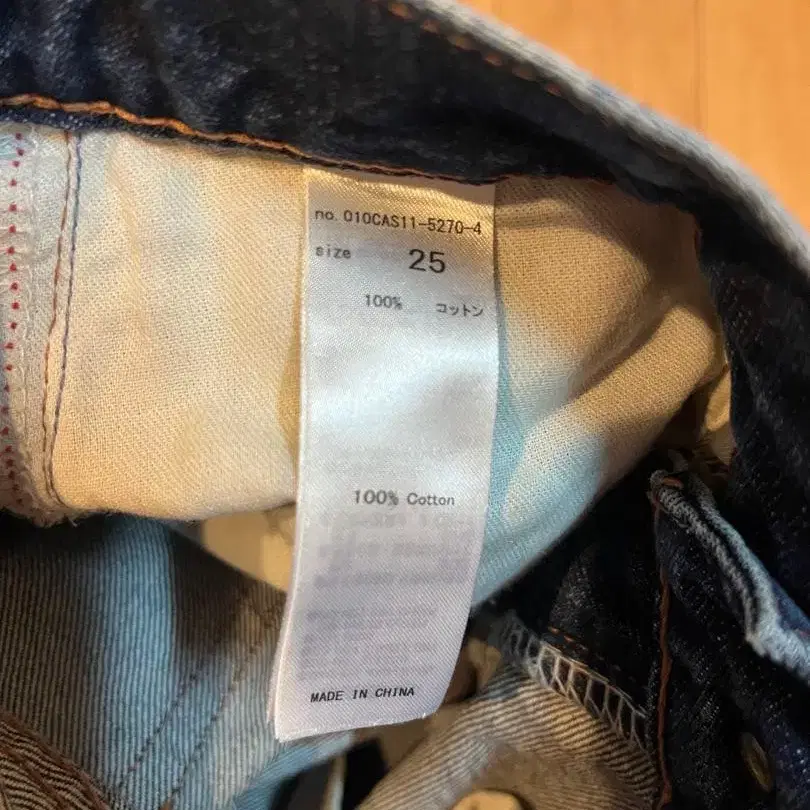 no. 010CAS11-5270-4
size 25
100% コットン
100% Cotton
MADE IN CHINA